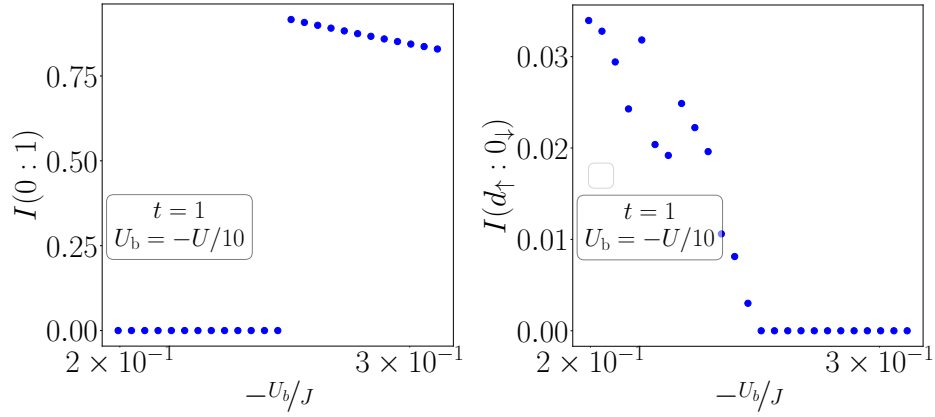 I(0 : 1)
0.75
0.50
0.25
0.00
t = 1
U_b = −U/10
2 × 10⁻¹
3 × 10⁻¹
−U_b/J
I(d_↑ : 0_↓)
0.03
0.02
0.01
0.00
t = 1
U_b = −U/10
2 × 10⁻¹
3 × 10⁻¹
−U_b/J